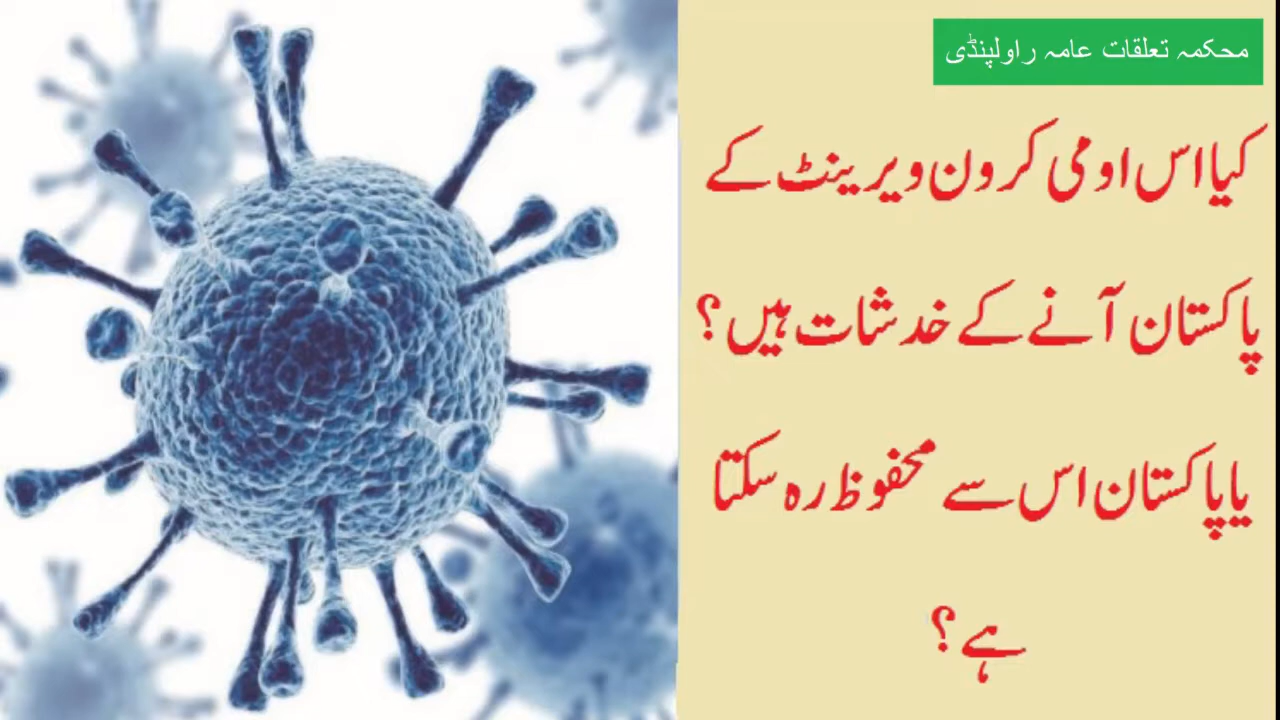 محکمہ تعلقات عامہ راولپنڈی
کیا اس اومی کرون ویرینٹ کے
پاکستان آنے کے خدشات ہیں؟
یا پاکستان اس سے محفوظ رہ سکتا
ہے؟